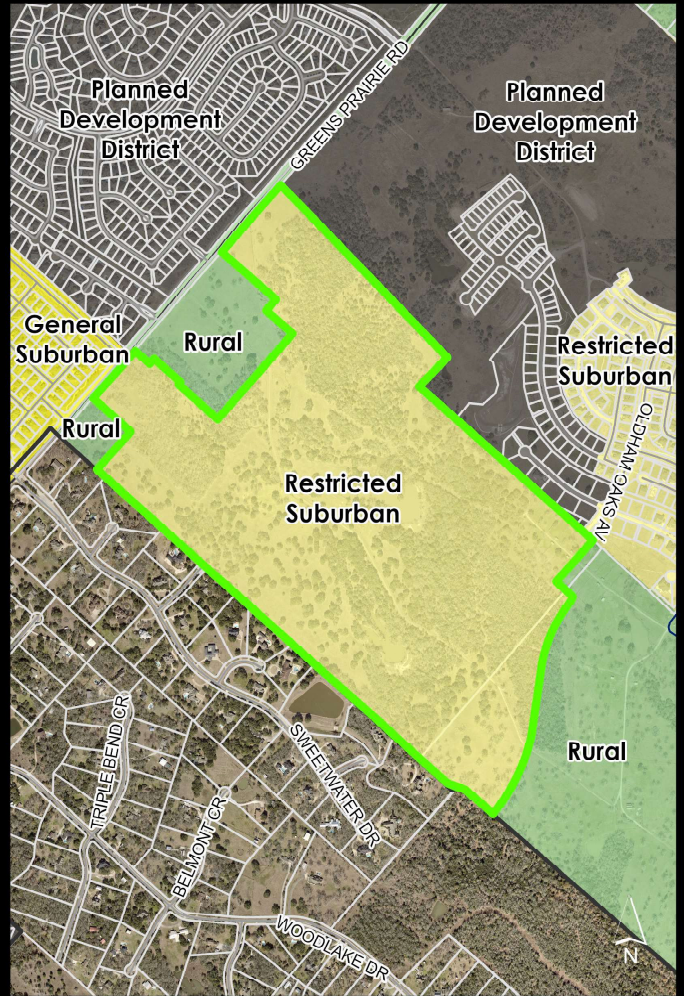 Planned
Development
District
GREENS PRAIRIE RD
Planned
Development
District
General
Suburban
Rural
Restricted
Suburban
Rural
OLDHAM OAKS AV
Restricted
Suburban
Rural
TRIPLE BEND CR
SWEETWATER DR
BELMONT CR
WOODLAKE DR
N